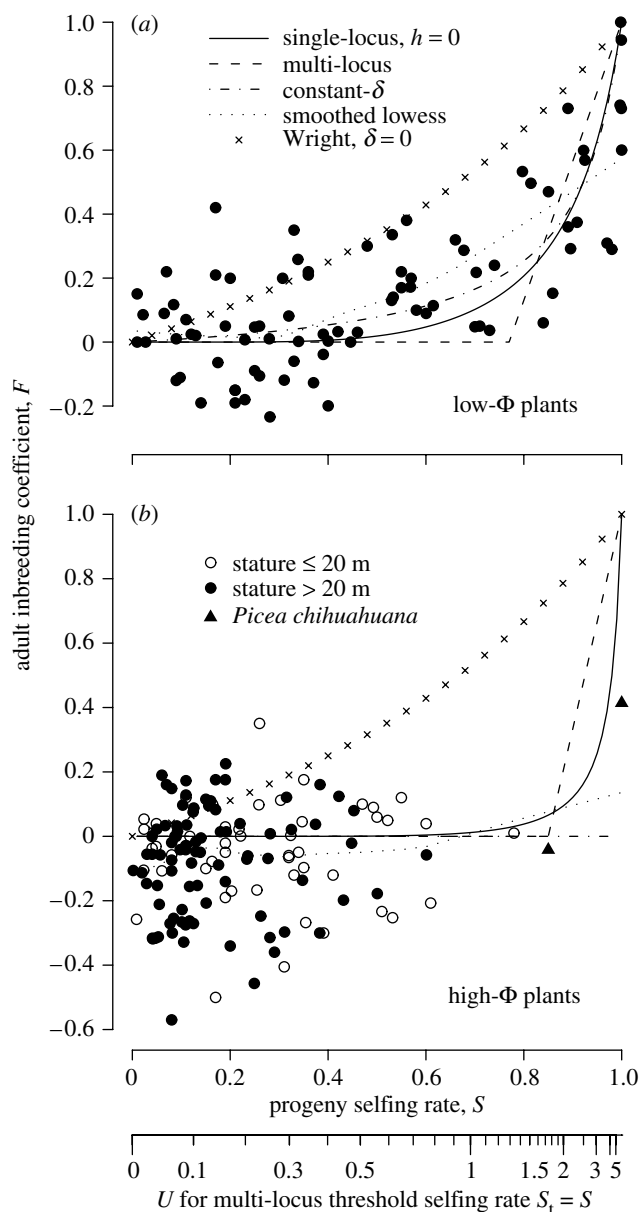 (a)
single-locus, h = 0
multi-locus
constant-δ
smoothed lowess
Wright, δ = 0
1.0
0.8
0.6
0.4
0.2
0
−0.2
low-Φ plants
adult inbreeding coefficient, F
(b)
stature ≤ 20 m
stature > 20 m
Picea chihuahuana
1.0
0.8
0.6
0.4
0.2
0
−0.2
−0.4
−0.6
high-Φ plants
0 0.2 0.4 0.6 0.8 1.0
progeny selfing rate, S
0 0.1 0.3 0.5 1 1.5 2 3 5
U for multi-locus threshold selfing rate St = S